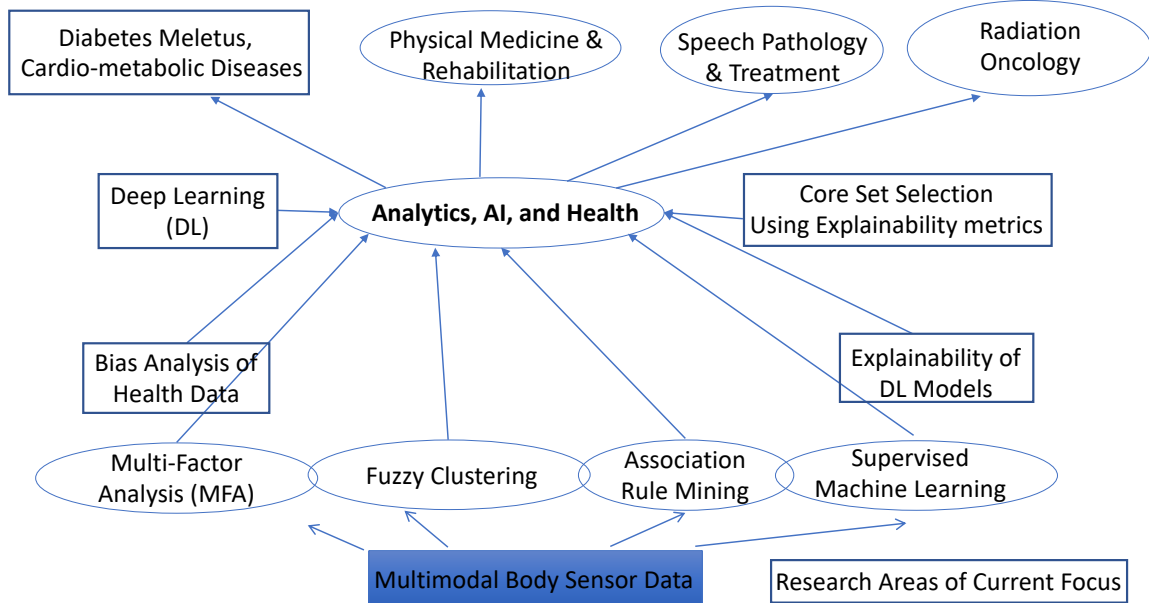 Diabetes Meletus,
Cardio-metabolic Diseases
Physical Medicine &
Rehabilitation
Speech Pathology
& Treatment
Radiation
Oncology
Deep Learning
(DL)
Analytics, AI, and Health
Core Set Selection
Using Explainability metrics
Bias Analysis of
Health Data
Explainability of
DL Models
Multi-Factor
Analysis (MFA)
Fuzzy Clustering
Association
Rule Mining
Supervised
Machine Learning
Multimodal Body Sensor Data
Research Areas of Current Focus